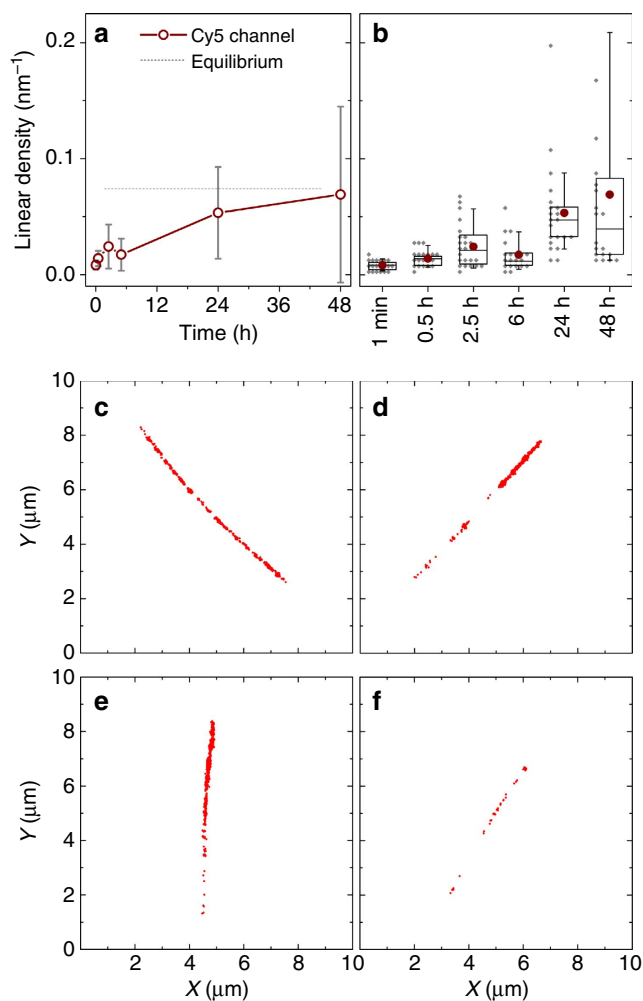 a
Cy5 channel
Equilibrium
b
Linear density (nm⁻¹)
0.2
0.1
0.0
0 12 24 36 48
Time (h)
1 min
0.5 h
2.5 h
6 h
24 h
48 h
c
d
10
8
6
4
2
0
Y (μm)
e
f
10
8
6
4
2
0
Y (μm)
0 2 4 6 8 10
X (μm)
2 4 6 8 10
X (μm)